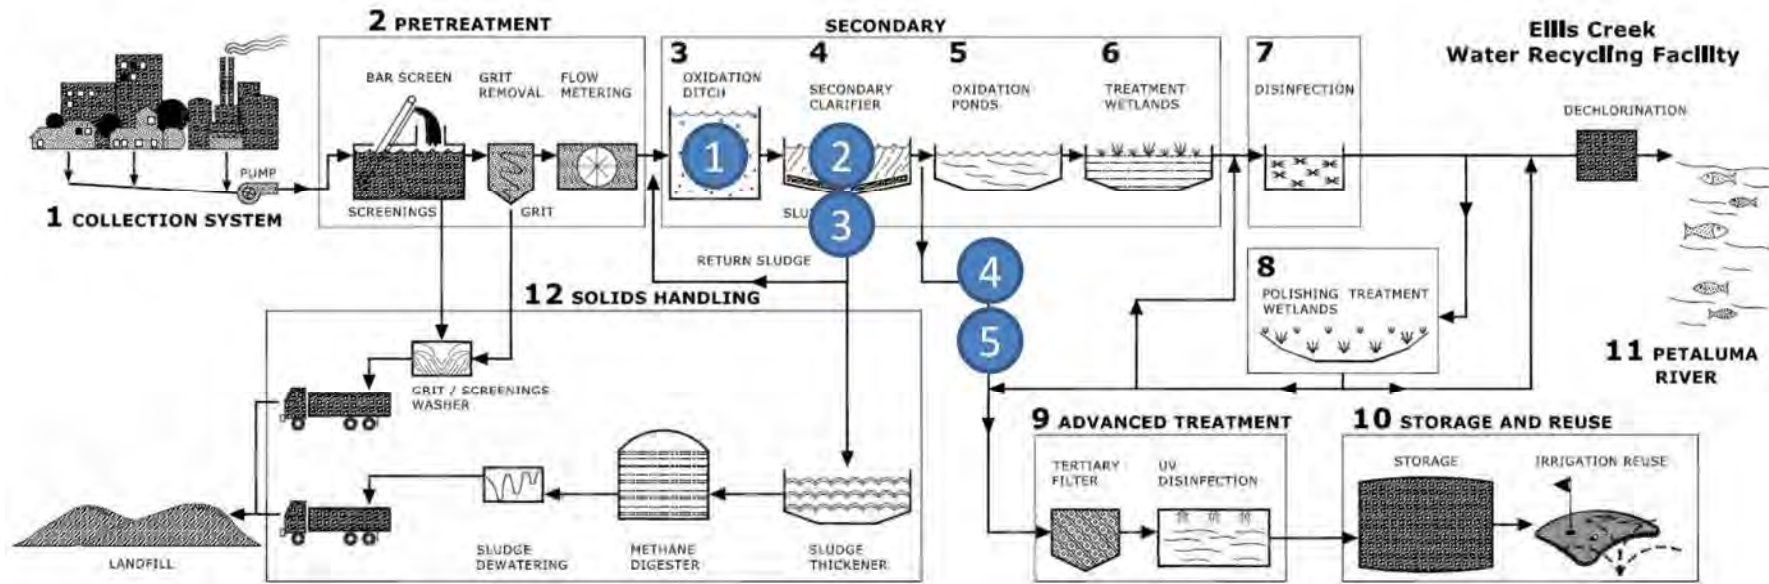 2 PRETREATMENT
SECONDARY
Ellis Creek
Water Recycling Facility
3
4
5
6
7
BAR SCREEN
GRIT
REMOVAL
FLOW
METERING
OXIDATION
DITCH
SECONDARY
CLARIFIER
OXIDATION
PONDS
TREATMENT
WETLANDS
DISINFECTION
DECHLORINATION
1
2
PUMP
1 COLLECTION SYSTEM
SCREENINGS
GRIT
3
RETURN SLUDGE
4
8
POLISHING TREATMENT
WETLANDS
12 SOLIDS HANDLING
5
11 PETALUMA
RIVER
GRIT / SCREENINGS
WASHER
9 ADVANCED TREATMENT
10 STORAGE AND REUSE
TERTIARY
FILTER
UV
DISINFECTION
STORAGE
IRRIGATION REUSE
LANDFILL
SLUDGE
DEWATERING
METHANE
DIGESTER
SLUDGE
THICKENER